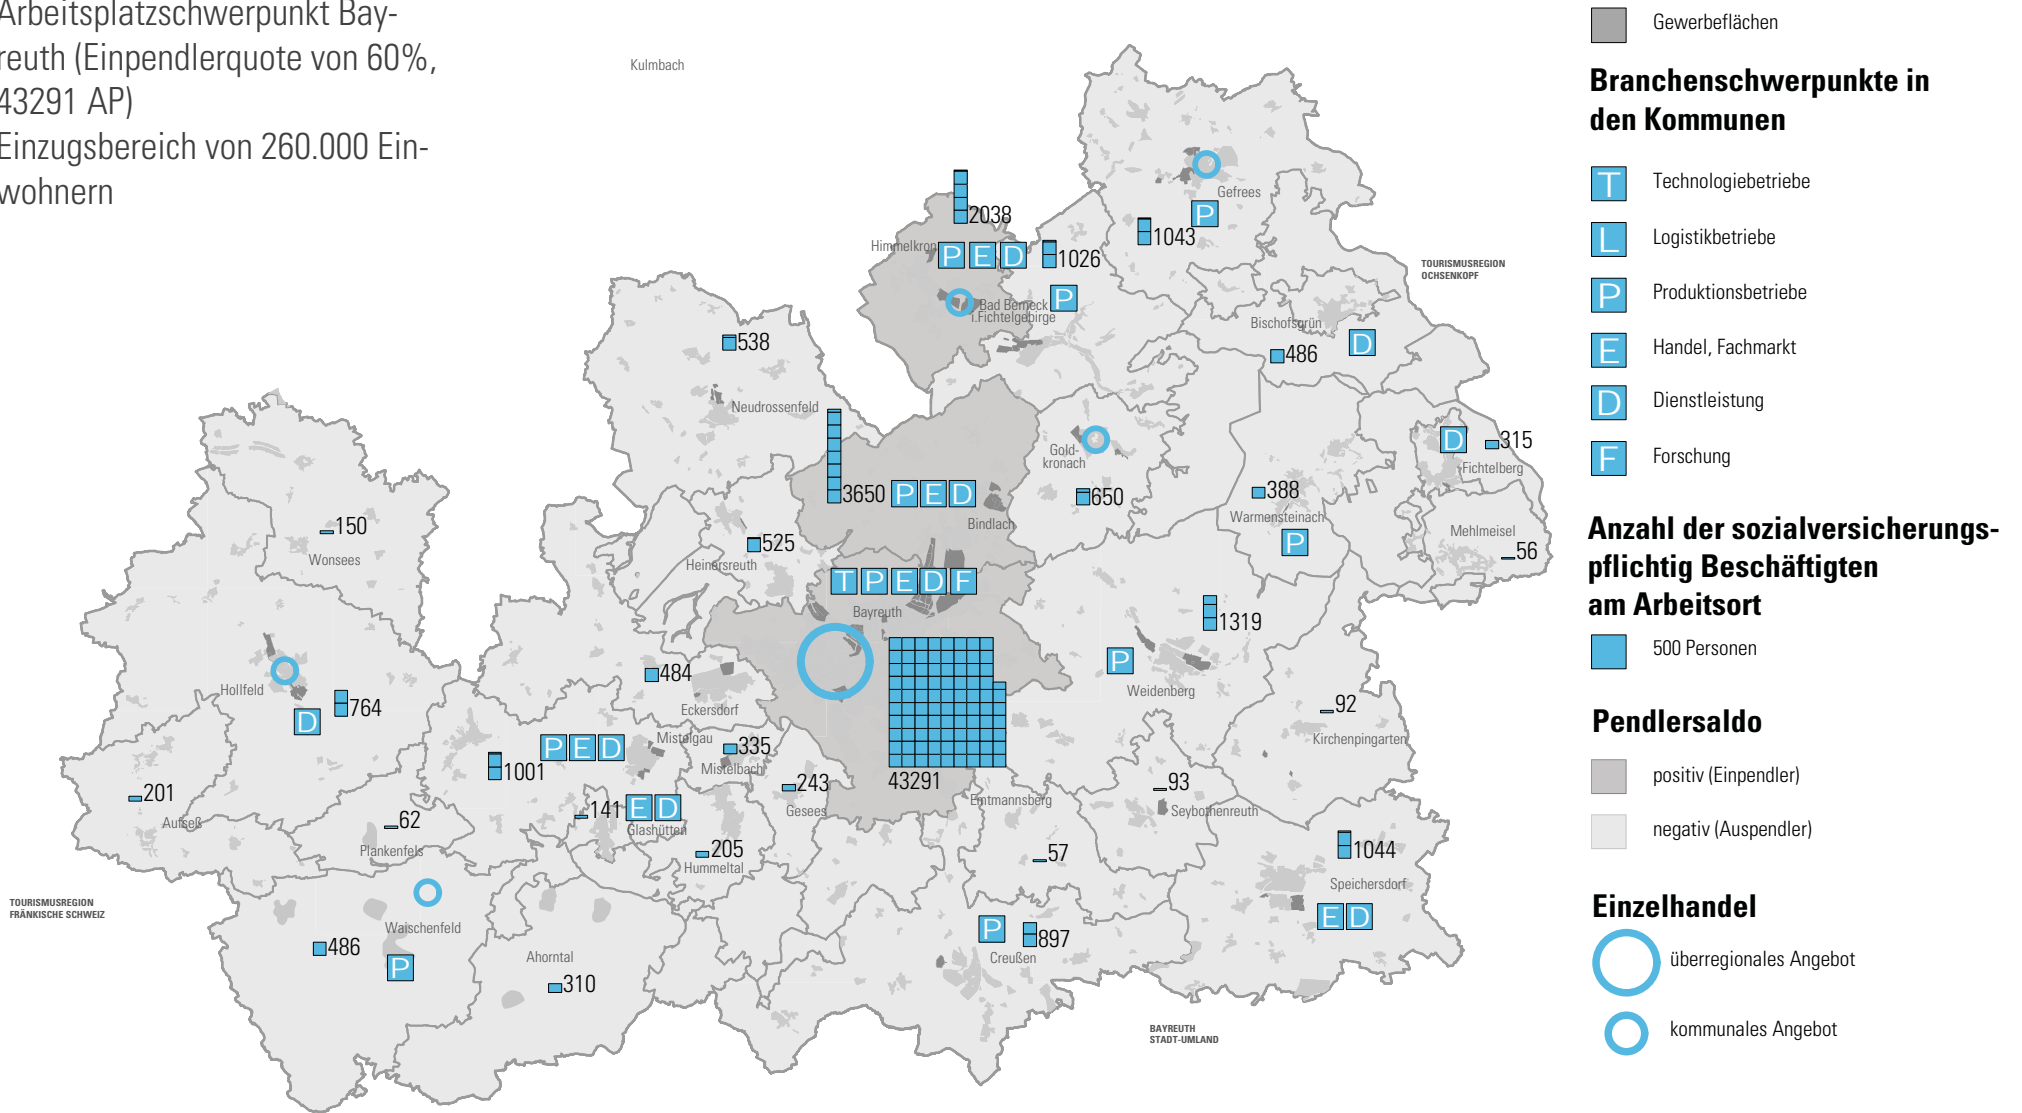 Arbeitsplatzschwerpunkt Bay-
reuth (Einpendlerquote von 60%,
43291 AP)
Einzugsbereich von 260.000 Ein-
wohnern
Kulmbach
2038
Himmelkron
P E D
1026
Bad Berneck
i.Fichtelgebirge
P
Gefrees
P
1043
TOURISMUSREGION
OCHSENKOPF
Bischofsgrün
D
486
538
Neudrossenfeld
3650
P E D
Bindlach
Gold-
kronach
650
388
Warmensteinach
P
D
315
Fichtelberg
Mehlmeisel
56
150
Wonsees
525
Heinersreuth
T P E D F
Bayreuth
43291
1319
P
Weidenberg
92
Kirchenpingarten
Hollfeld
764
D
484
Eckersdorf
P E D
Mistelgau
1001
335
Mistelbach
243
Gesees
201
Aufseß
62
Plankenfels
141
E D
Glashütten
205
Hummeltal
Emtmannsberg
57
93
Seybothenreuth
1044
Speichersdorf
E D
TOURISMUSREGION
FRÄNKISCHE SCHWEIZ
Waischenfeld
486
P
Ahorntal
310
P
897
Creußen
BAYREUTH
STADT-UMLAND
Gewerbeflächen
Branchenschwerpunkte in
den Kommunen
T Technologiebetriebe
L Logistikbetriebe
P Produktionsbetriebe
E Handel, Fachmarkt
D Dienstleistung
F Forschung
Anzahl der sozialversicherungs-
pflichtig Beschäftigten
am Arbeitsort
500 Personen
Pendlersaldo
positiv (Einpendler)
negativ (Auspendler)
Einzelhandel
überregionales Angebot
kommunales Angebot